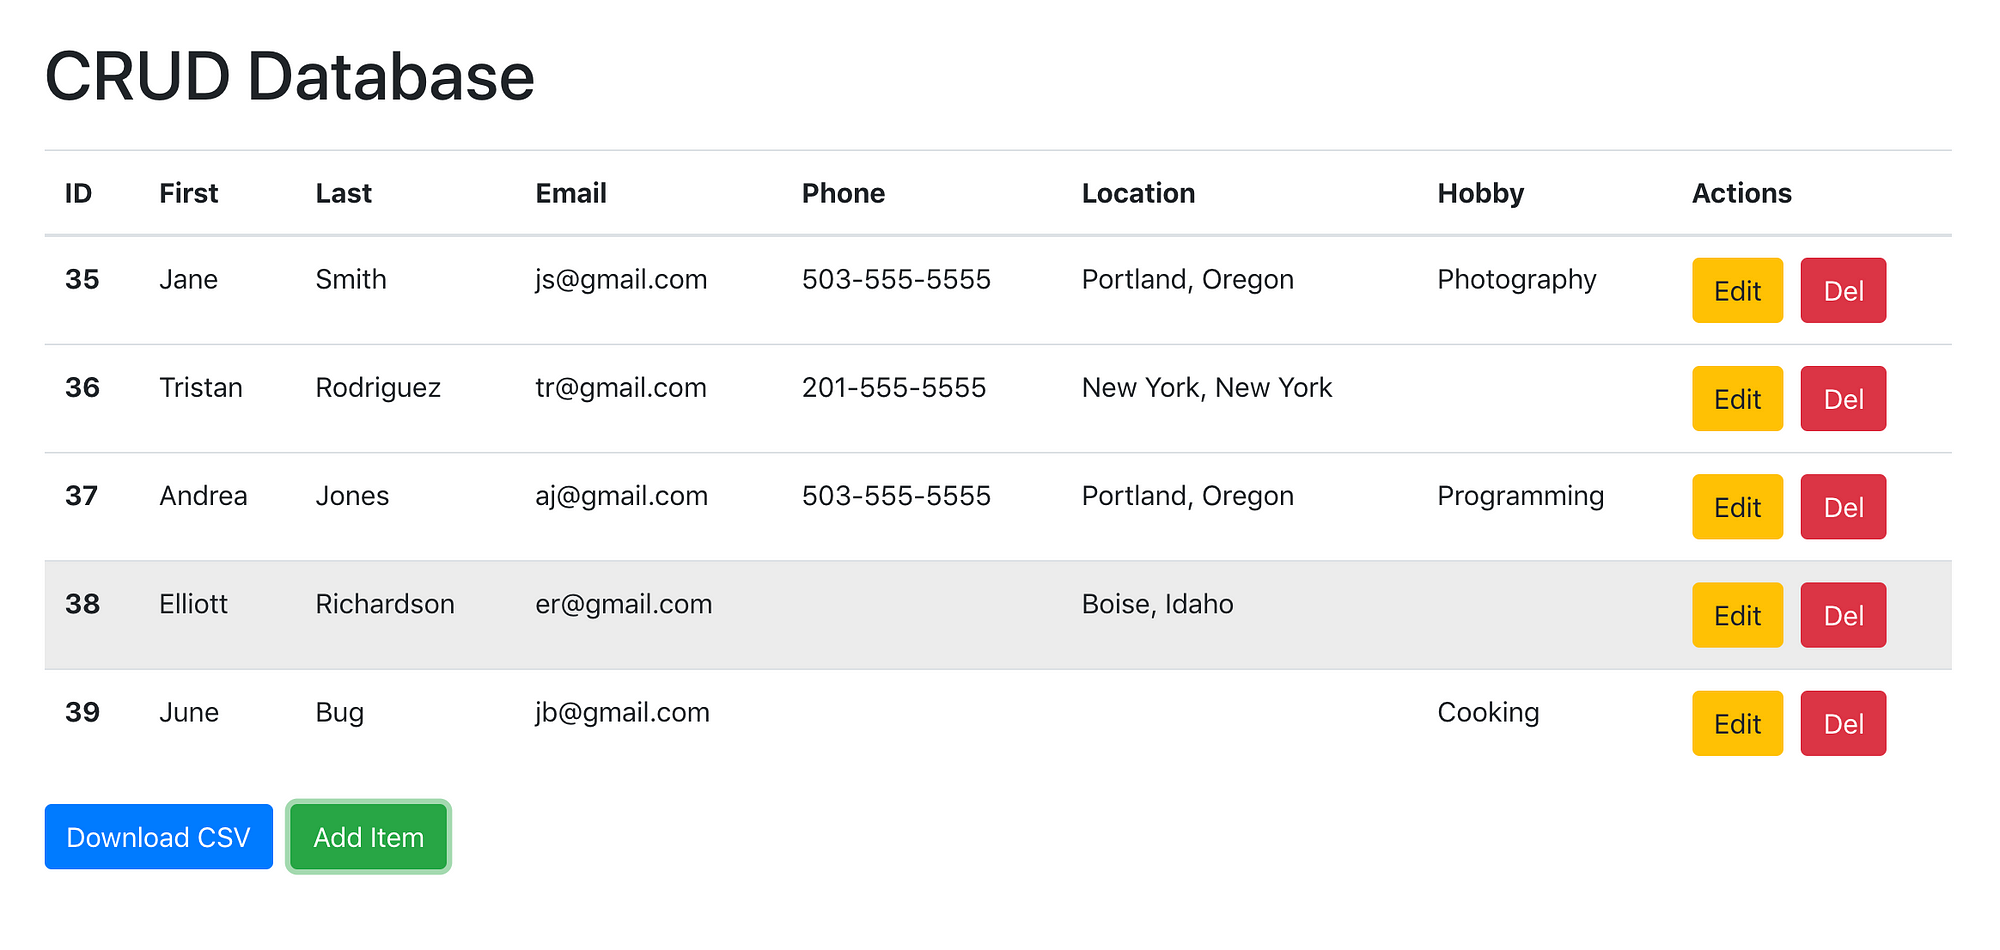 CRUD Database
ID First Last Email Phone Location Hobby Actions
35 Jane Smith js@gmail.com 503-555-5555 Portland, Oregon Photography Edit Del
36 Tristan Rodriguez tr@gmail.com 201-555-5555 New York, New York Edit Del
37 Andrea Jones aj@gmail.com 503-555-5555 Portland, Oregon Programming Edit Del
38 Elliott Richardson er@gmail.com Boise, Idaho Edit Del
39 June Bug jb@gmail.com Cooking Edit Del
Download CSV Add Item